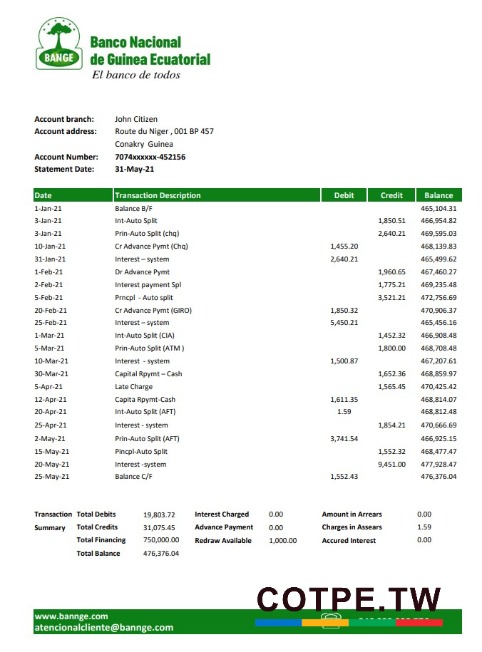 BANGE
Banco Nacional
de Guinea Ecuatorial
El banco de todos
Account branch: John Citizen
Account address: Route du Niger , 001 BP 457
Conakry Guinea
Account Number: 7074xxxxxx-452156
Statement Date: 31-May-21
Date Transaction Description Debit Credit Balance
1-Jan-21 Balance B/F 465,104.31
3-Jan-21 Int-Auto Split 1,850.51 466,954.82
3-Jan-21 Prin-Auto Split (chq) 2,640.21 469,595.03
10-Jan-21 Cr Advance Pymt (Chq) 1,455.20 468,139.83
31-Jan-21 Interest – system 2,640.21 465,499.62
1-Feb-21 Dr Advance Pymt 1,960.65 467,460.27
2-Feb-21 Interest payment Spl 1,775.21 469,235.48
5-Feb-21 Prncpl - Auto split 3,521.21 472,756.69
20-Feb-21 Cr Advance Pymt (GIRO) 1,850.32 470,906.37
25-Feb-21 Interest – system 5,450.21 465,456.16
1-Mar-21 Int-Auto Split (CIA) 1,452.32 466,908.48
5-Mar-21 Prin-Auto Split (ATM ) 1,800.00 468,708.48
10-Mar-21 Interest - system 1,500.87 467,207.61
30-Mar-21 Capital Rpymt – Cash 1,652.36 468,859.97
5-Apr-21 Late Charge 1,565.45 470,425.42
12-Apr-21 Capita Rpymt-Cash 1,611.35 468,814.07
20-Apr-21 Int-Auto Split (AFT) 1.59 468,812.48
25-Apr-21 Interest - system 1,854.21 470,666.69
2-May-21 Prin-Auto Split (AFT) 3,741.54 466,925.15
15-May-21 Pincpl-Auto Split 1,552.32 468,477.47
20-May-21 Interest -system 9,451.00 477,928.47
25-May-21 Balance C/F 1,552.43 476,376.04
Transaction Total Debits 19,803.72 Interest Charged 0.00 Amount in Arrears 0.00
Summary Total Credits 31,075.45 Advance Payment 0.00 Charges in Assears 1.59
Total Financing 750,000.00 Redraw Available 1,000.00 Accured Interest 0.00
Total Balance 476,376.04
COTPE.TW
www.bannge.com
atencionalcliente@bannge.com